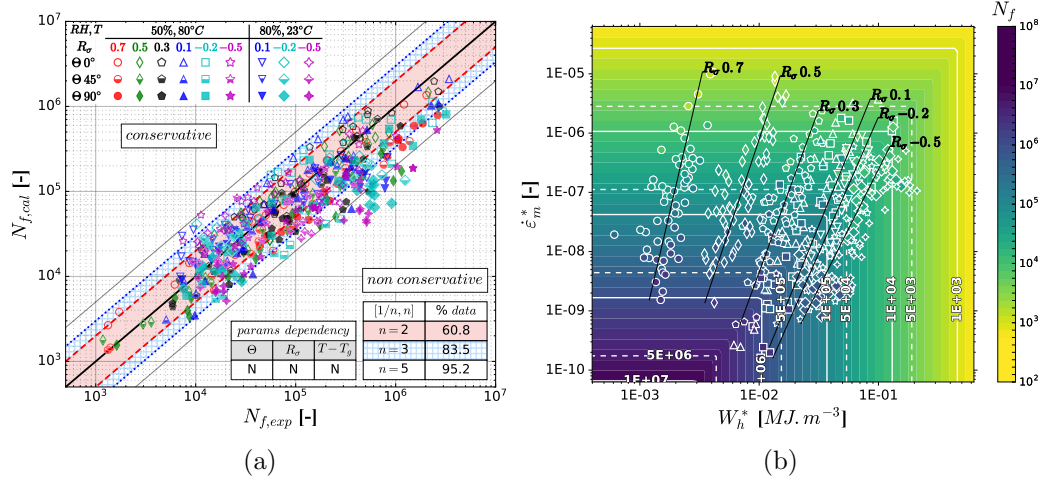 RH,T 50%, 80°C 80%, 23°C
R_σ 0.7 0.5 0.3 0.1 −0.2 −0.5 0.1 −0.2 −0.5
Θ 0°
Θ 45°
Θ 90°
conservative
non conservative
[1/n, n] % data
n = 2 60.8
n = 3 83.5
n = 5 95.2
params dependency
Θ R_σ T−T_g
N N N
10^7
10^6
10^5
10^4
10^3
N_{f,cal} [-]
10^3 10^4 10^5 10^6 10^7
N_{f,exp} [-]
(a)
N_f
10^8
10^7
10^6
10^5
10^4
10^3
10^2
R_σ 0.7
R_σ 0.5
R_σ 0.3
R_σ 0.1
R_σ −0.2
R_σ −0.5
1E-05
1E-06
1E-07
1E-08
1E-09
1E-10
ε̇_m^* [-]
5E+05
1E+05
5E+04
1E+04
5E+03
1E+03
5E+06
1E+07
1E-03 1E-02 1E-01
W_h^* [MJ.m^{−3}]
(b)